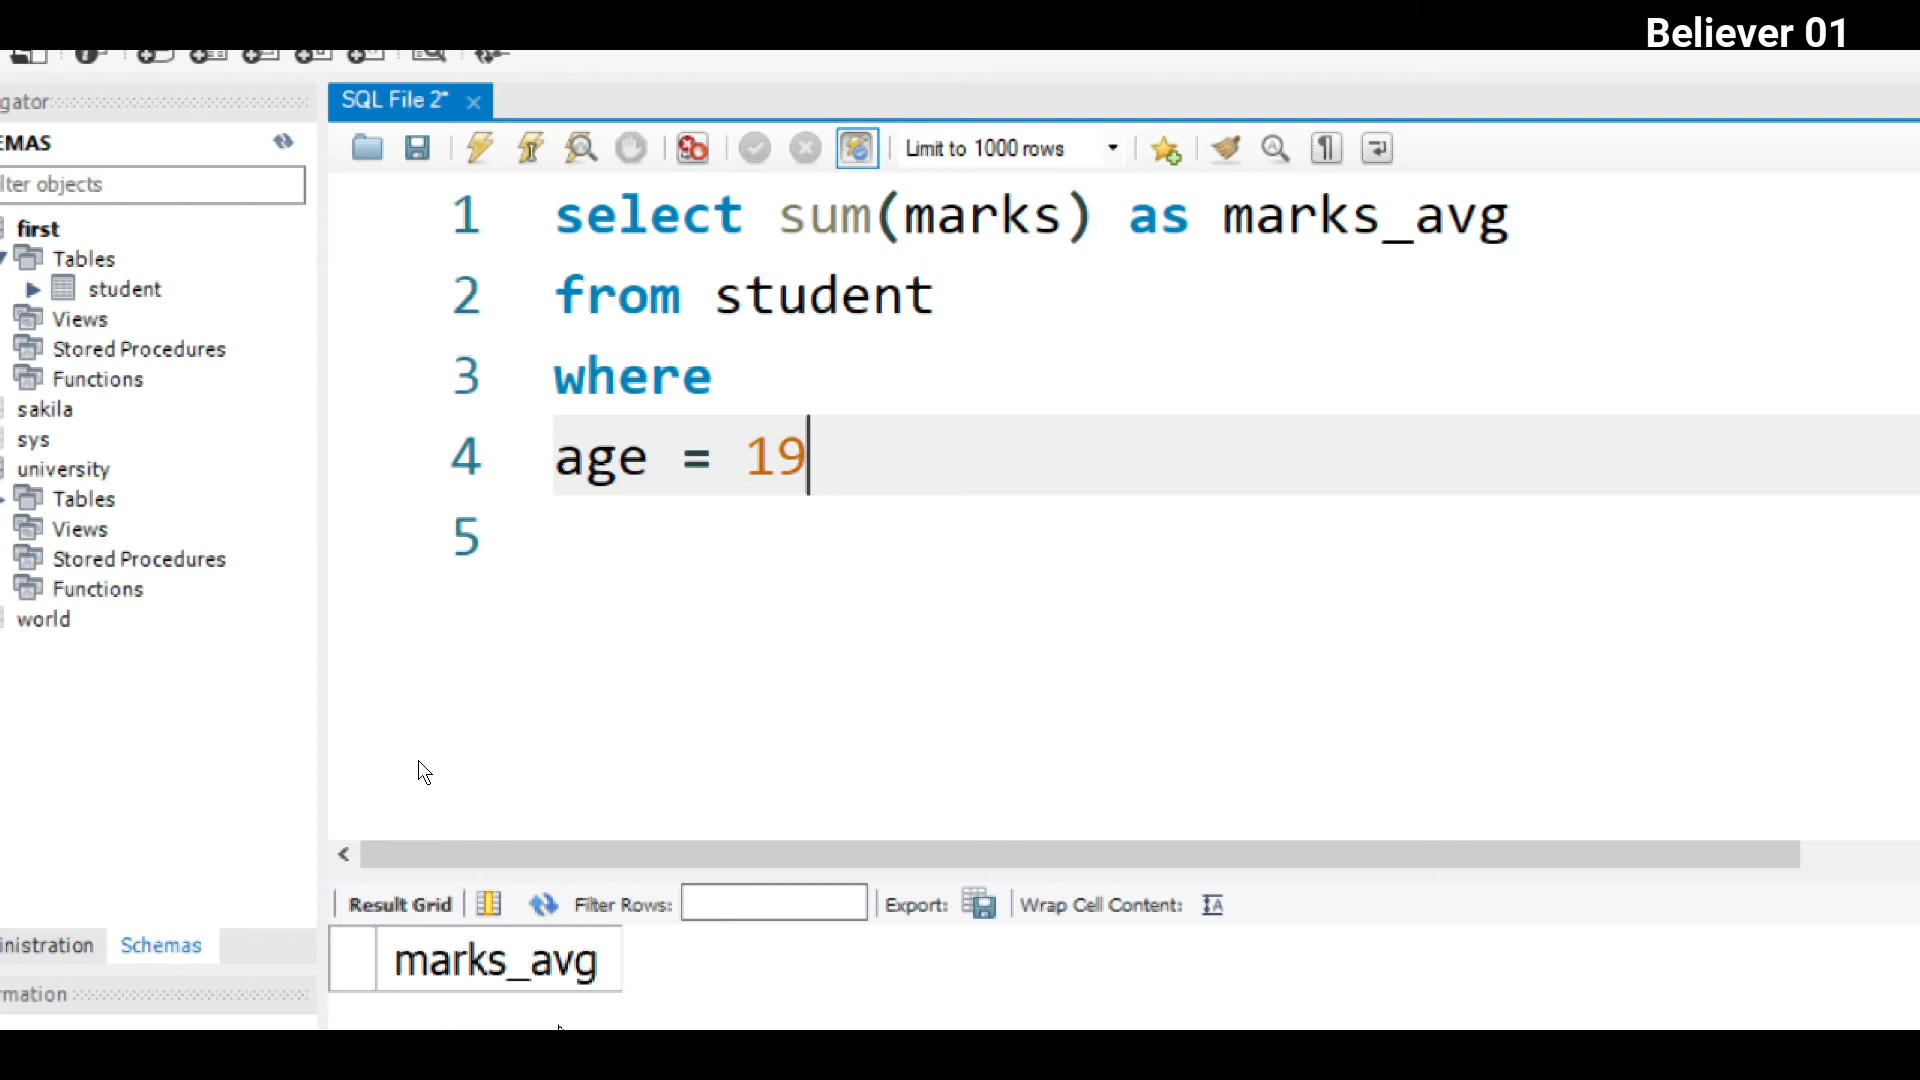 Believer 01
gator
SQL File 2*
EMAS
Limit to 1000 rows
lter objects
first
Tables
student
Views
Stored Procedures
Functions
sakila
sys
university
Tables
Views
Stored Procedures
Functions
world
1 select sum(marks) as marks_avg
2 from student
3 where
4 age = 19
5
Result Grid
Filter Rows:
Export:
Wrap Cell Content:
inistration
Schemas
rmation
marks_avg